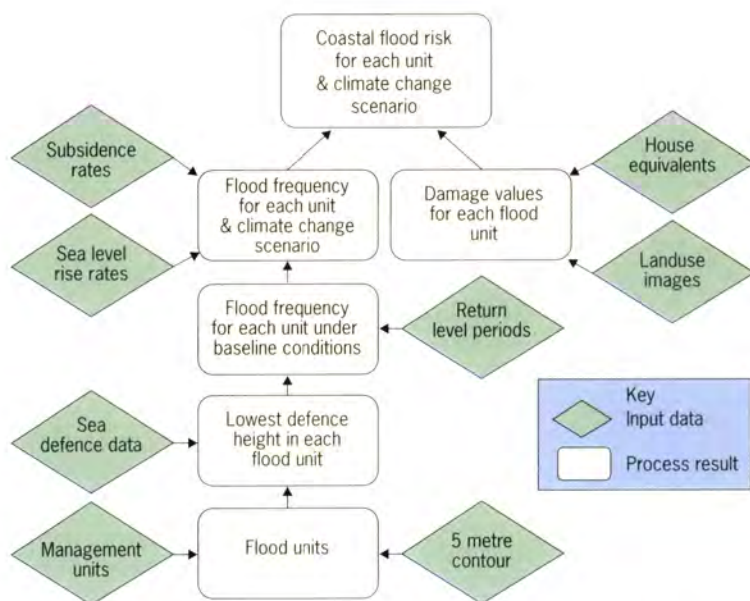 Coastal flood risk
for each unit
& climate change
scenario
Subsidence
rates
House
equivalents
Flood frequency
for each unit
& climate change
scenario
Damage values
for each flood
unit
Sea level
rise rates
Landuse
images
Flood frequency
for each unit under
baseline conditions
Return
level periods
Sea
defence data
Lowest defence
height in each
flood unit
Key
Input data
Process result
Management
units
Flood units
5 metre
contour